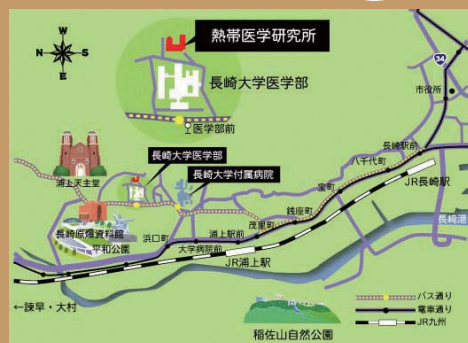 熱帯医学研究所
W
N
S
E
長崎大学医学部
34
市役所
医学部前
長崎駅前
長崎大学医学部
八千代町
浦上天主堂
長崎大学付属病院
JR長崎駅
宝町
長崎港
銭座町
茂里町
長崎原爆資料館
平和公園
浜口町
浦上駅前
大学病院前
JR浦上駅
←諫早・大村
バス通り
電車通り
JR九州
稲佐山自然公園